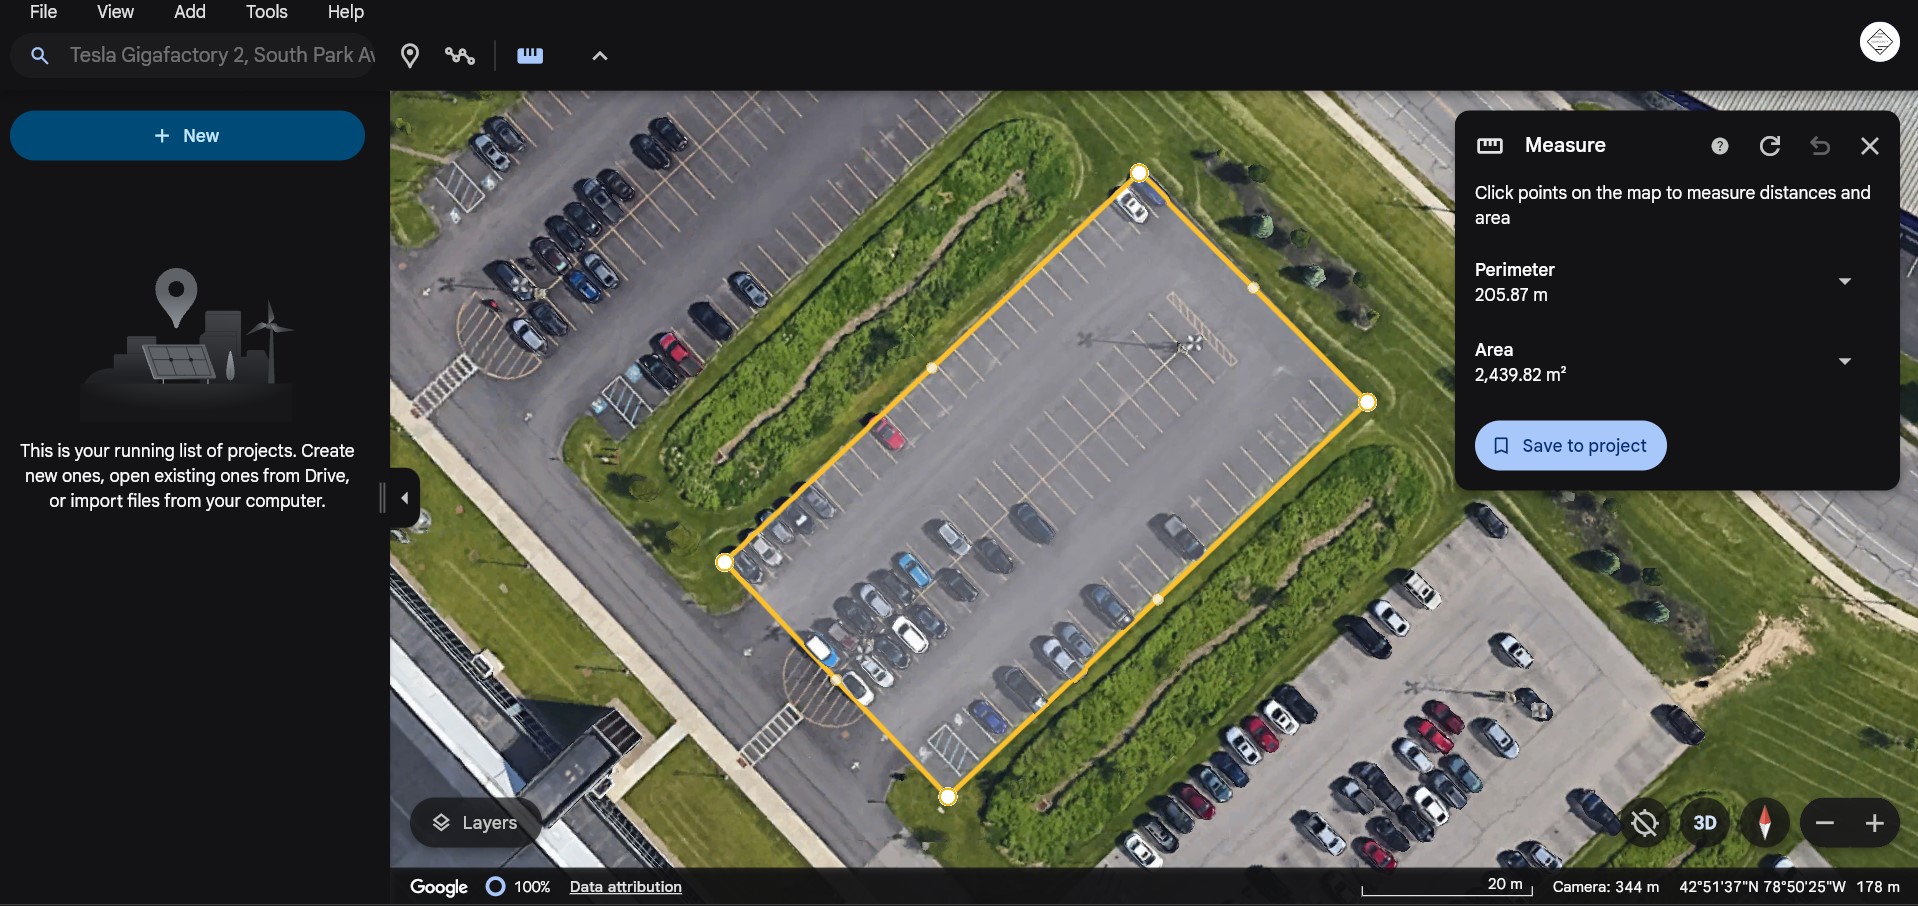 File View Add Tools Help
Tesla Gigafactory 2, South Park Av
New
This is your running list of projects. Create
new ones, open existing ones from Drive,
or import files from your computer.
Measure
Click points on the map to measure distances and
area
Perimeter
205.87 m
Area
2,439.82 m²
Save to project
Layers
3D
Google 100% Data attribution 20 m Camera: 344 m 42°51'37"N 78°50'25"W 178 m